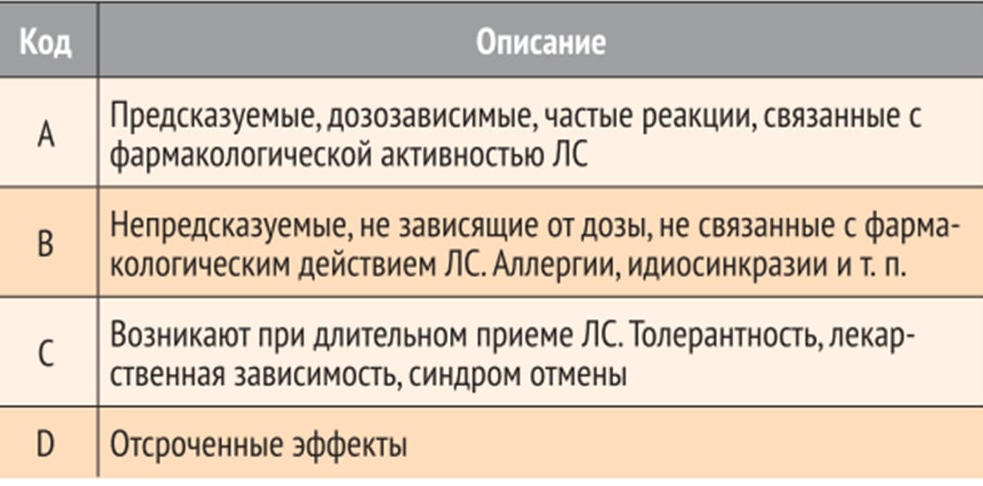 Код Описание
A Предсказуемые, дозозависимые, частые реакции, связанные с
фармакологической активностью ЛС
B Непредсказуемые, не зависящие от дозы, не связанные с фарма-
кологическим действием ЛС. Аллергии, идиосинкразии и т. п.
C Возникают при длительном приеме ЛС. Толерантность, лекар-
ственная зависимость, синдром отмены
D Отсроченные эффекты